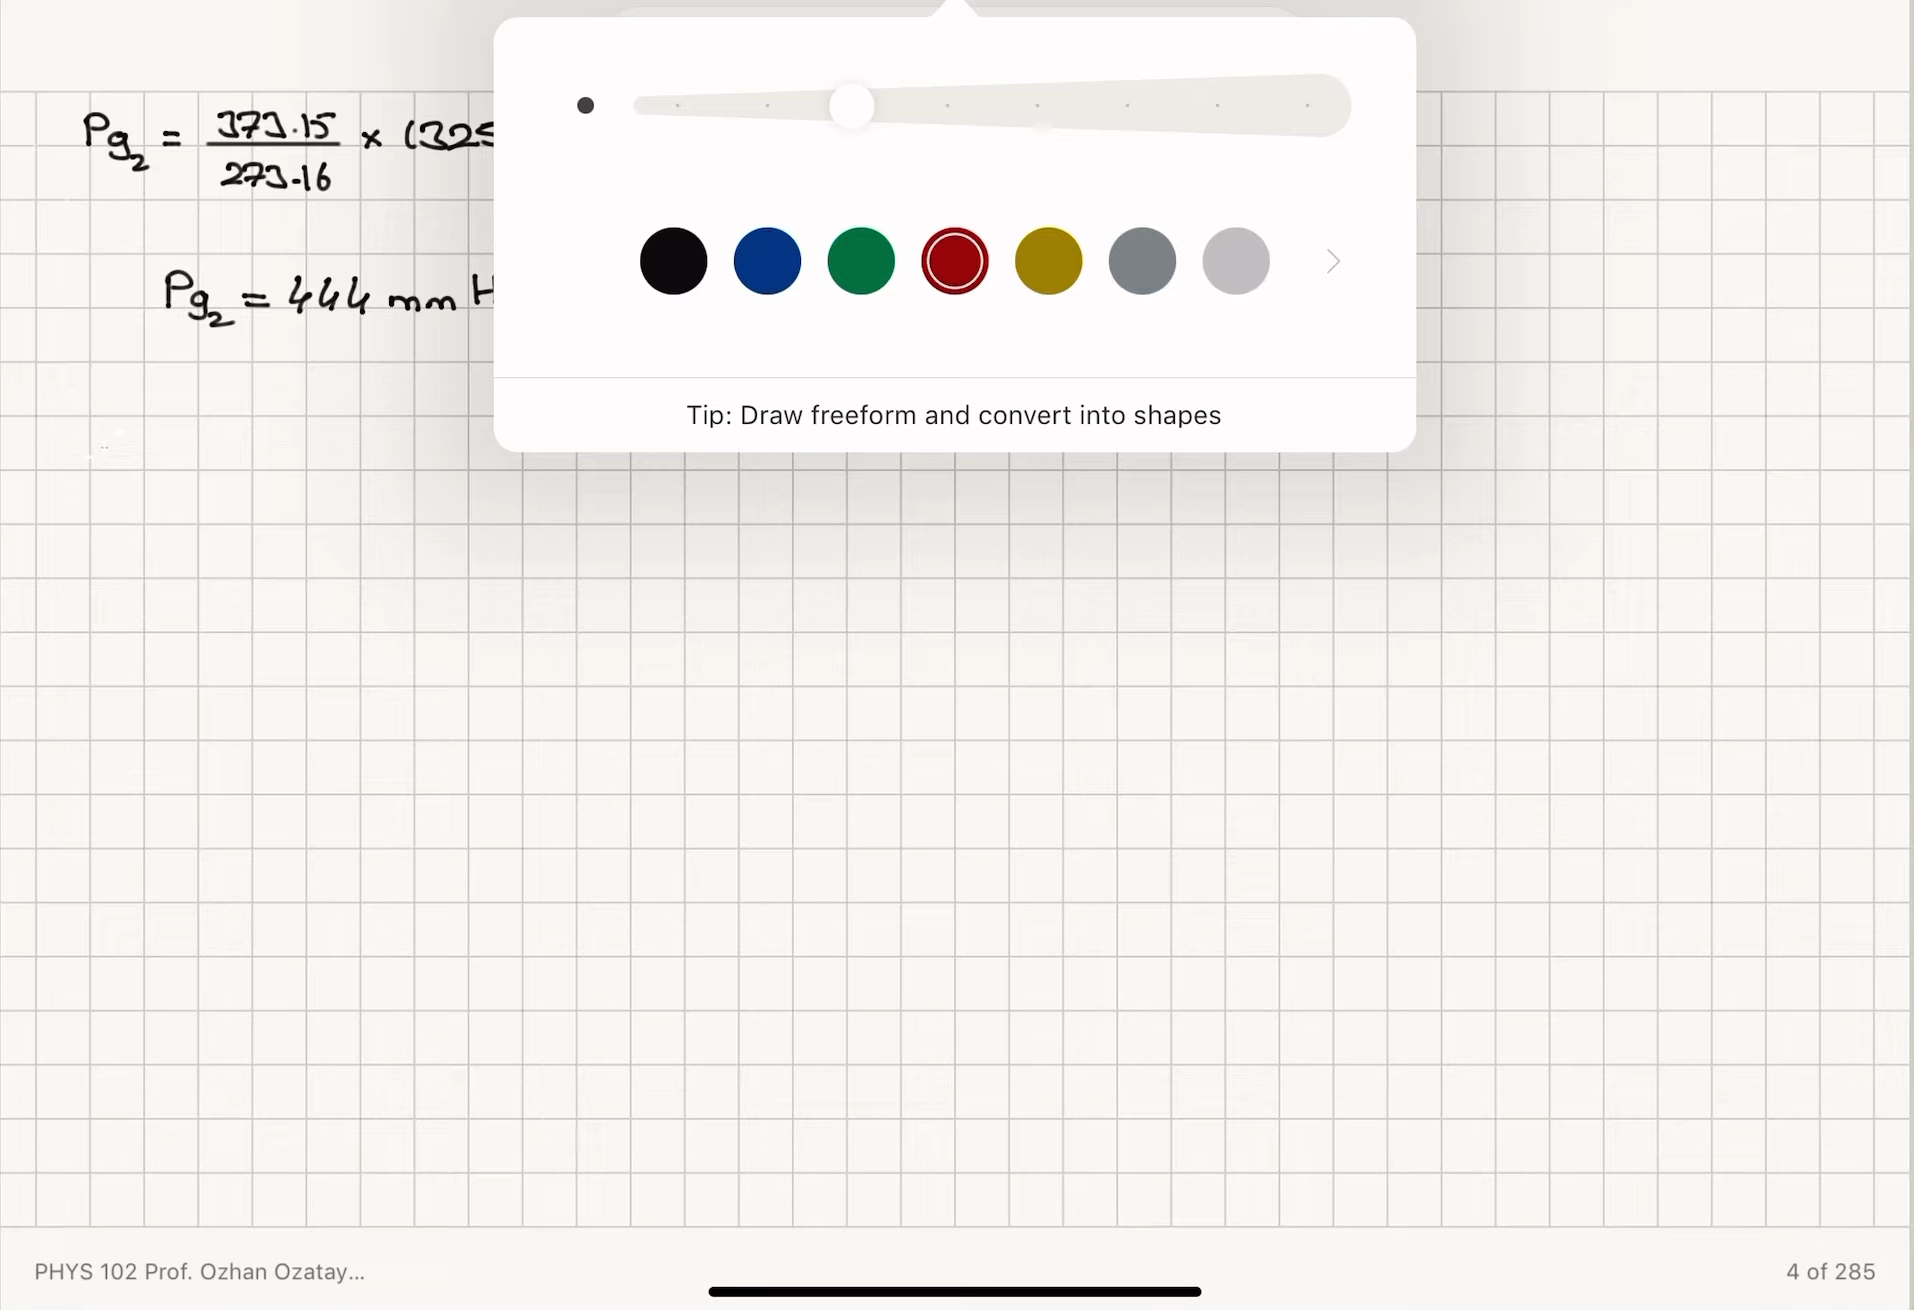 Pg₂ = 373.15 / 273.16 × (325
Pg₂ = 444 mm H
Tip: Draw freeform and convert into shapes
PHYS 102 Prof. Ozhan Ozatay...
4 of 285